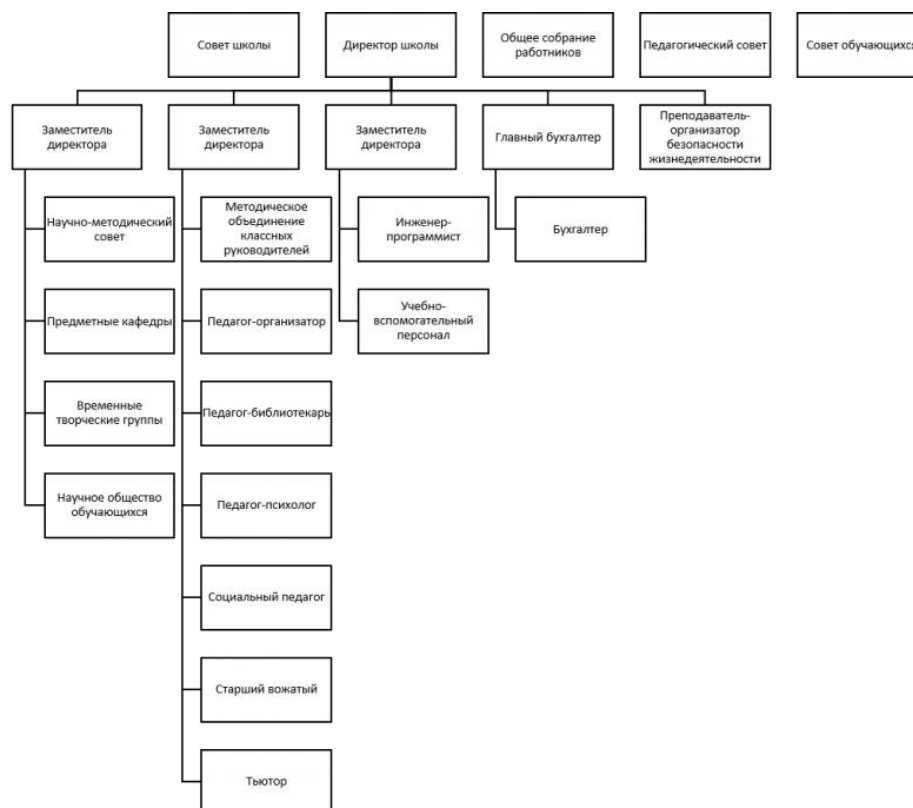 Совет школы
Директор школы
Общее собрание
работников
Педагогический совет
Совет обучающихся
Заместитель
директора
Заместитель
директора
Заместитель
директора
Главный бухгалтер
Преподаватель-
организатор
безопасности
жизнедеятельности
Научно-методический
совет
Методическое
объединение
классных
руководителей
Инженер-
программист
Бухгалтер
Предметные кафедры
Педагог-организатор
Учебно-
вспомогательный
персонал
Временные
творческие группы
Педагог-библиотекарь
Научное общество
обучающихся
Педагог-психолог
Социальный педагог
Старший вожатый
Тьютор